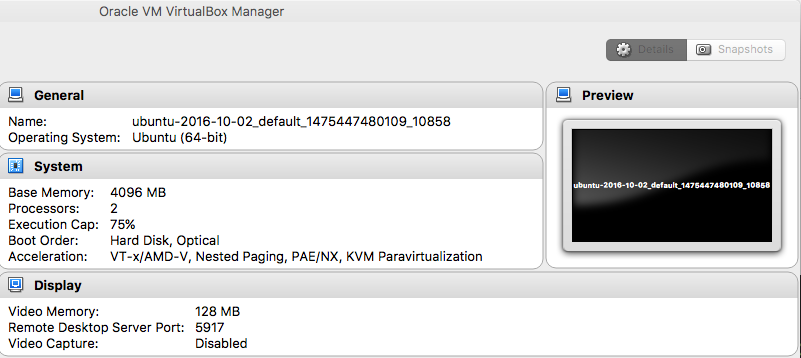 Oracle VM VirtualBox Manager
Details Snapshots
General
Name: ubuntu-2016-10-02_default_1475447480109_10858
Operating System: Ubuntu (64-bit)
Preview
ubuntu-2016-10-02_default_1475447480109_10858
System
Base Memory: 4096 MB
Processors: 2
Execution Cap: 75%
Boot Order: Hard Disk, Optical
Acceleration: VT-x/AMD-V, Nested Paging, PAE/NX, KVM Paravirtualization
Display
Video Memory: 128 MB
Remote Desktop Server Port: 5917
Video Capture: Disabled